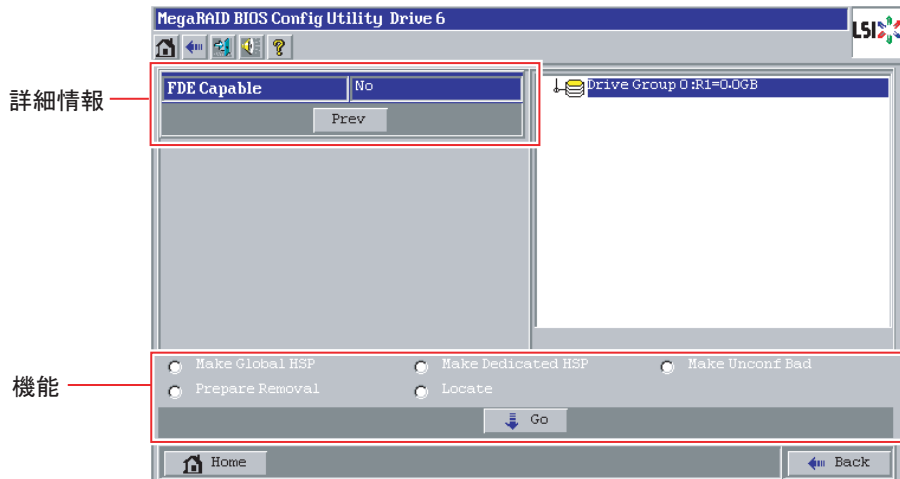 MegaRAID BIOS Config Utility Drive 6
LSI
詳細情報
FDE Capable No
Prev
Drive Group 0 :R1=0.0GB
機能
Make Global HSP Make Dedicated HSP Make Unconf Bad
Prepare Removal Locate
Go
Home Back